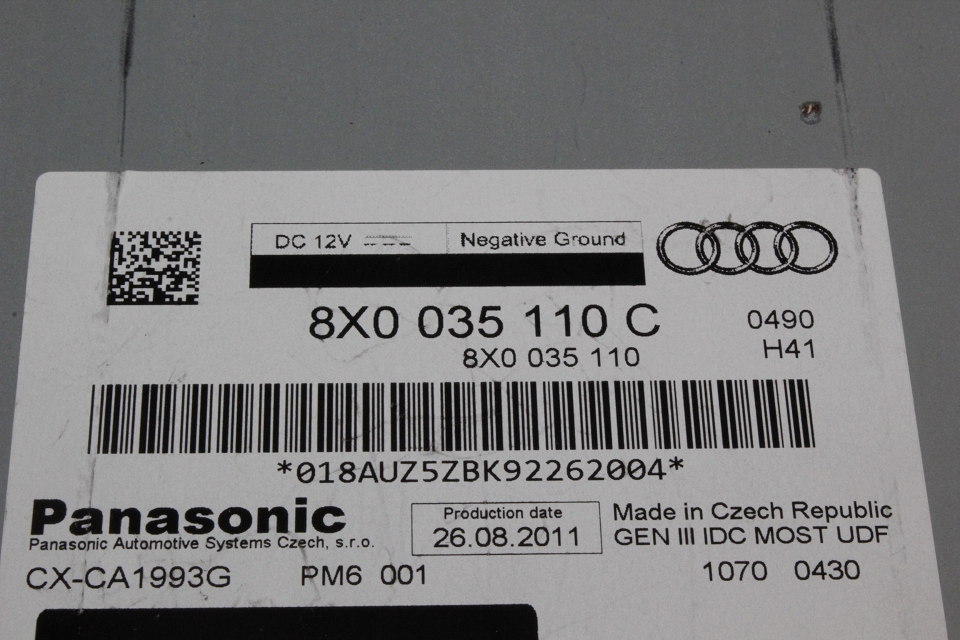 DC 12V Negative Ground
8X0 035 110 C
0490
8X0 035 110
H41
*018AUZ5ZBK92262004*
Panasonic
Panasonic Automotive Systems Czech, s.r.o.
Production date
26.08.2011
Made in Czech Republic
GEN III IDC MOST UDF
CX-CA1993G PM6 001
1070 0430